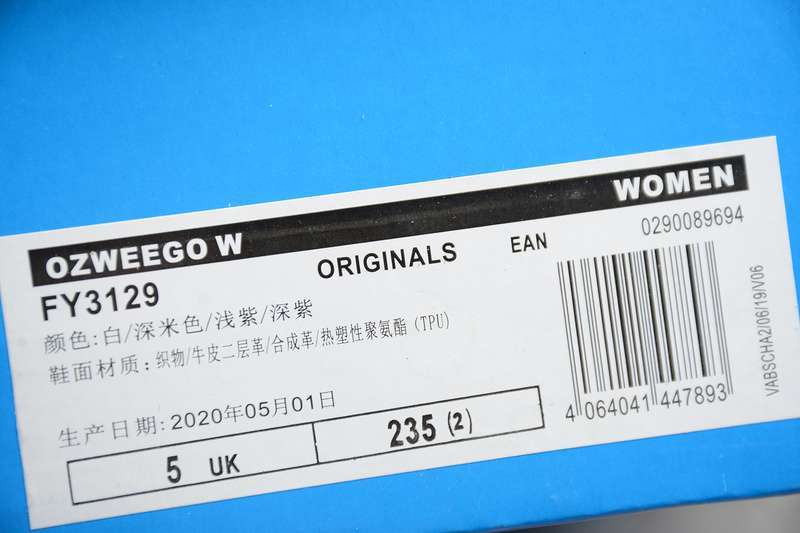 OZWEEGO W
WOMEN
FY3129
ORIGINALS
EAN
0290089694
颜色:白/深米色/浅紫/深紫
鞋面材质:织物/牛皮二层革/合成革/热塑性聚氨酯(TPU)
生产日期:2020年05月01日
5 UK
235 (2)
4 064041 447893
VABSCHA2/06/19/V06